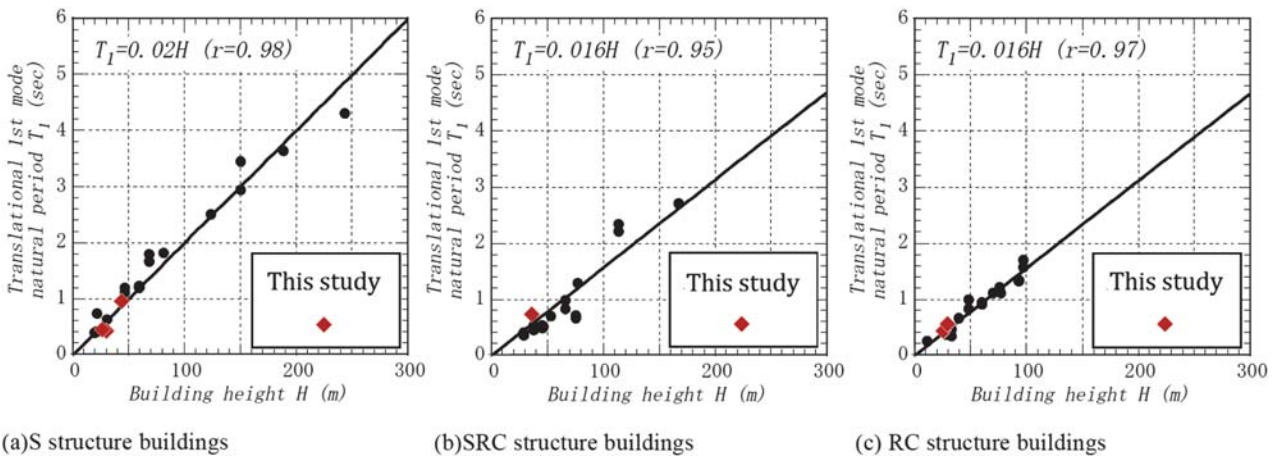 T₁=0.02H (r=0.98)
Translational 1st mode
natural period T₁ (sec)
6
5
4
3
2
1
0
0 100 200 300
Building height H (m)
This study
(a)S structure buildings
T₁=0.016H (r=0.95)
Translational 1st mode
natural period T₁ (sec)
6
5
4
3
2
1
0
0 100 200 300
Building height H (m)
This study
(b)SRC structure buildings
T₁=0.016H (r=0.97)
Translational 1st mode
natural period T₁ (sec)
6
5
4
3
2
1
0
0 100 200 300
Building height H (m)
This study
(c) RC structure buildings